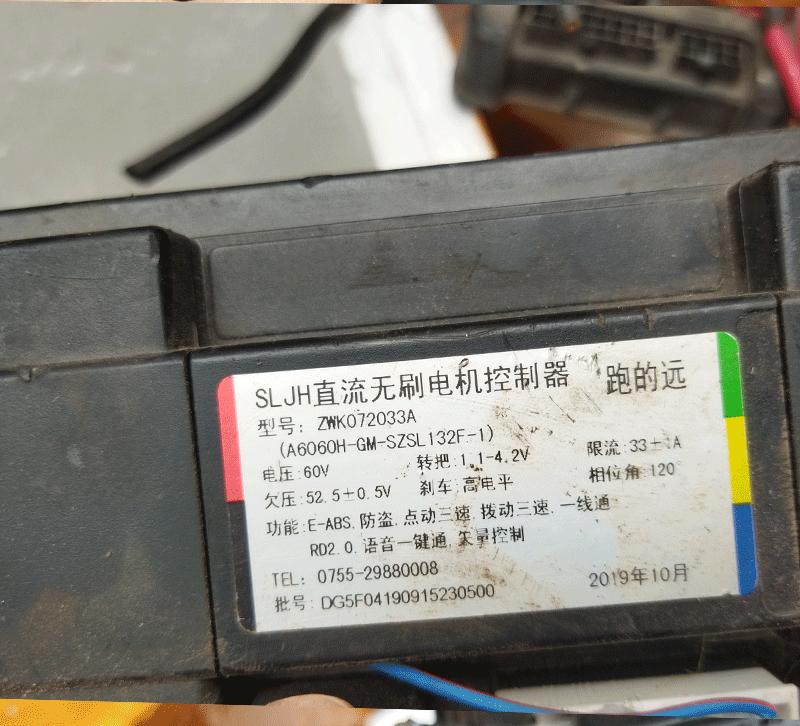 SLJH直流无刷电机控制器 跑的远
型号: ZWK072033A
(A6060H-GM-SZSL132F-1)
电压:60V 转把:1.1-4.2V 限流:33±1A
欠压:52.5±0.5V 刹车:高电平 相位角:120°
功能:E-ABS.防盗.点动三速.拨动三速.一线通
RD2.0.语音一键通.矢量控制
TEL: 0755-29880008
批号: DG5F04190915230500 2019年10月